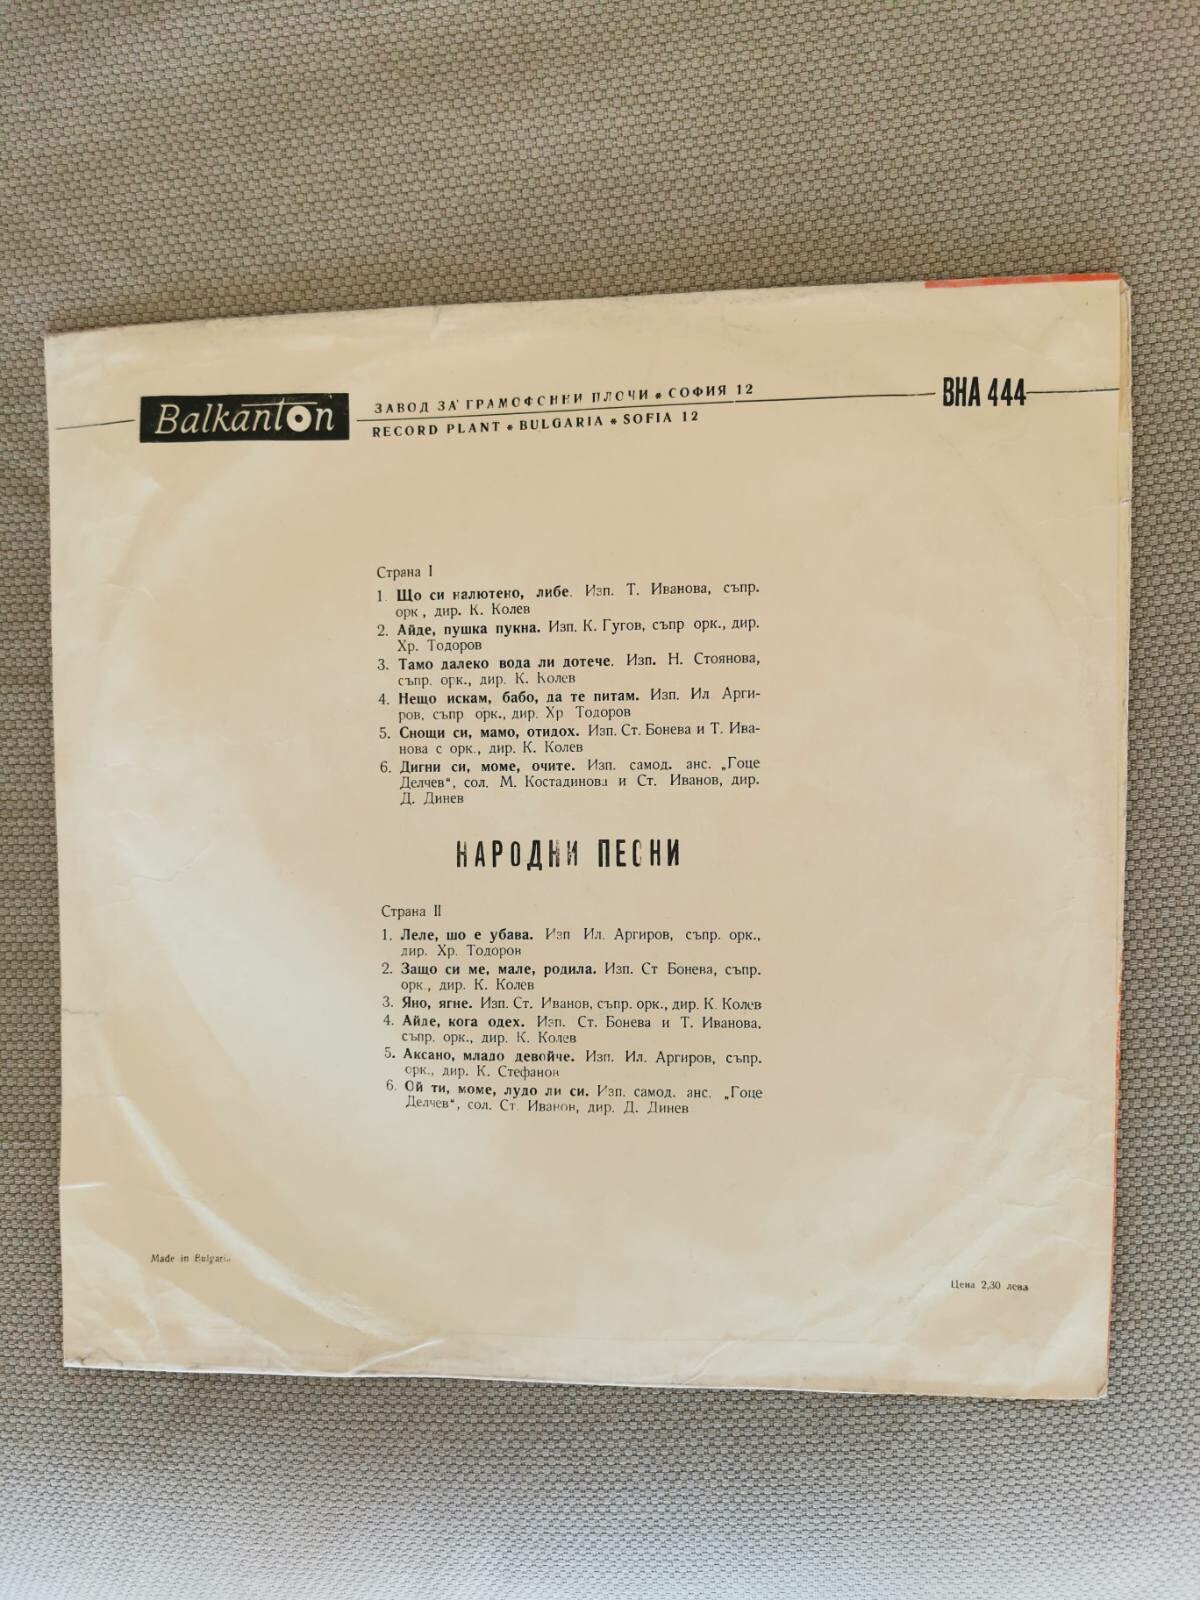 Balkanton
ЗАВОД ЗА ГРАМОФОННИ ПЛОЧИ * СОФИЯ 12
RECORD PLANT * BULGARIA * SOFIA 12
ВНА 444
Страна I
1. Що си налютено, либе. Изп. Т. Иванова, съпр.
орк., дир. К. Колев
2. Айде, пушка пукна. Изп. К. Гугов, съпр орк., дир.
Хр. Тодоров
3. Тамо далеко вода ли дотече. Изп. Н. Стоянова,
съпр. орк., дир. К. Колев
4. Нещо искам, бабо, да те питам. Изп. Ил Арги-
ров, съпр орк., дир. Хр Тодоров
5. Снощи си, мамо, отидох. Изп. Ст. Бонева и Т. Ива-
нова с орк., дир. К. Колев
6. Дигни си, моме, очите. Изп. самод. анс. „Гоце
Делчев“, сол. М. Костадинова и Ст. Иванов, дир.
Д. Динев
НАРОДНИ ПЕСНИ
Страна II
1. Леле, шо е убава. Изп Ил. Аргиров, съпр. орк.,
дир. Хр. Тодоров
2. Защо си ме, мале, родила. Изп. Ст Бонева, съпр.
орк., дир. К. Колев
3. Яно, ягне. Изп. Ст. Иванов, съпр. орк., дир. К. Колев
4. Айде, кога одех. Изп. Ст. Бонева и Т. Иванова,
съпр. орк., дир. К. Колев
5. Аксано, младо девойче. Изп. Ил. Аргиров, съпр.
орк., дир. К. Стефанов
6. Ой ти, моме, лудо ли си. Изп. самод. анс. „Гоце
Делчев“, сол. Ст. Иванов, дир. Д. Динев
Made in Bulgaria
Цена 2,30 лева